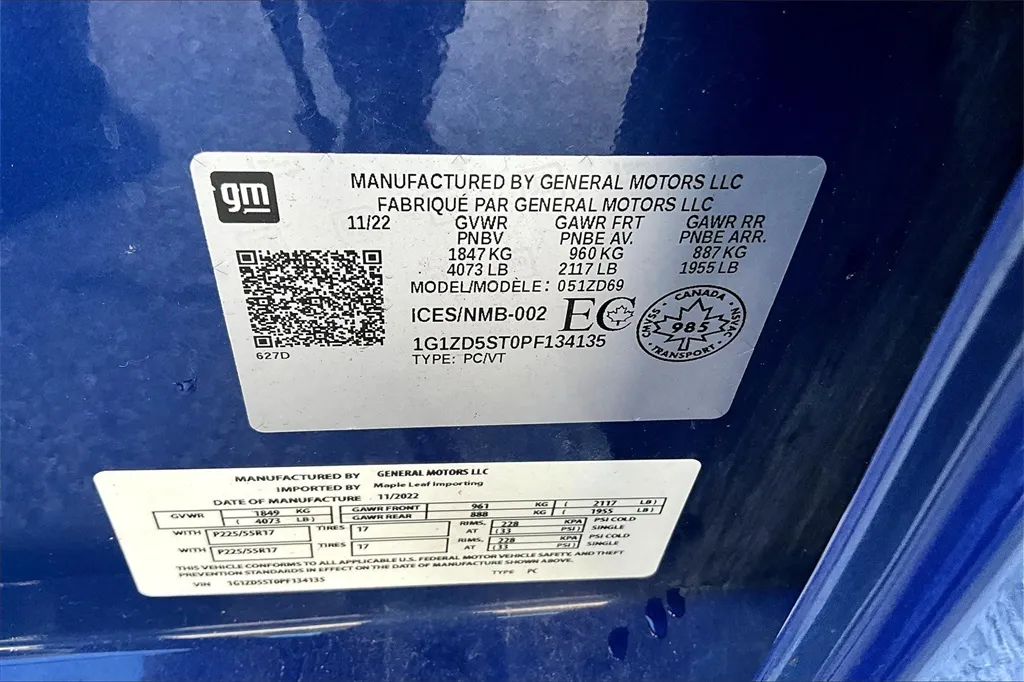 gm
MANUFACTURED BY GENERAL MOTORS LLC
FABRIQUÉ PAR GENERAL MOTORS LLC
11/22 GVWR GAWR FRT GAWR RR
PNBV PNBE AV. PNBE ARR.
1847 KG 960 KG 887 KG
4073 LB 2117 LB 1955 LB
MODEL/MODÈLE: 051ZD69
ICES/NMB-002 EC
CANADA
CMVSS 985 NSVAC
TRANSPORT
1G1ZD5ST0PF134135
627D TYPE: PC/VT
MANUFACTURED BY GENERAL MOTORS LLC
IMPORTED BY Maple Leaf Importing
DATE OF MANUFACTURE 11/2022
GVWR 1849 KG GAWR FRONT 961 KG ( 2117 LB )
( 4073 LB ) GAWR REAR 888 KG ( 1955 LB )
WITH P225/55R17 TIRES 17 RIMS, AT 228 KPA (33 PSI) PSI COLD SINGLE
WITH P225/55R17 TIRES 17 RIMS, AT 228 KPA (33 PSI) PSI COLD SINGLE
THIS VEHICLE CONFORMS TO ALL APPLICABLE U.S. FEDERAL MOTOR VEHICLE SAFETY, AND THEFT
PREVENTION STANDARDS IN EFFECT ON THE DATE OF MANUFACTURE SHOWN ABOVE.
VIN 1G1ZD5ST0PF134135 TYPE PC